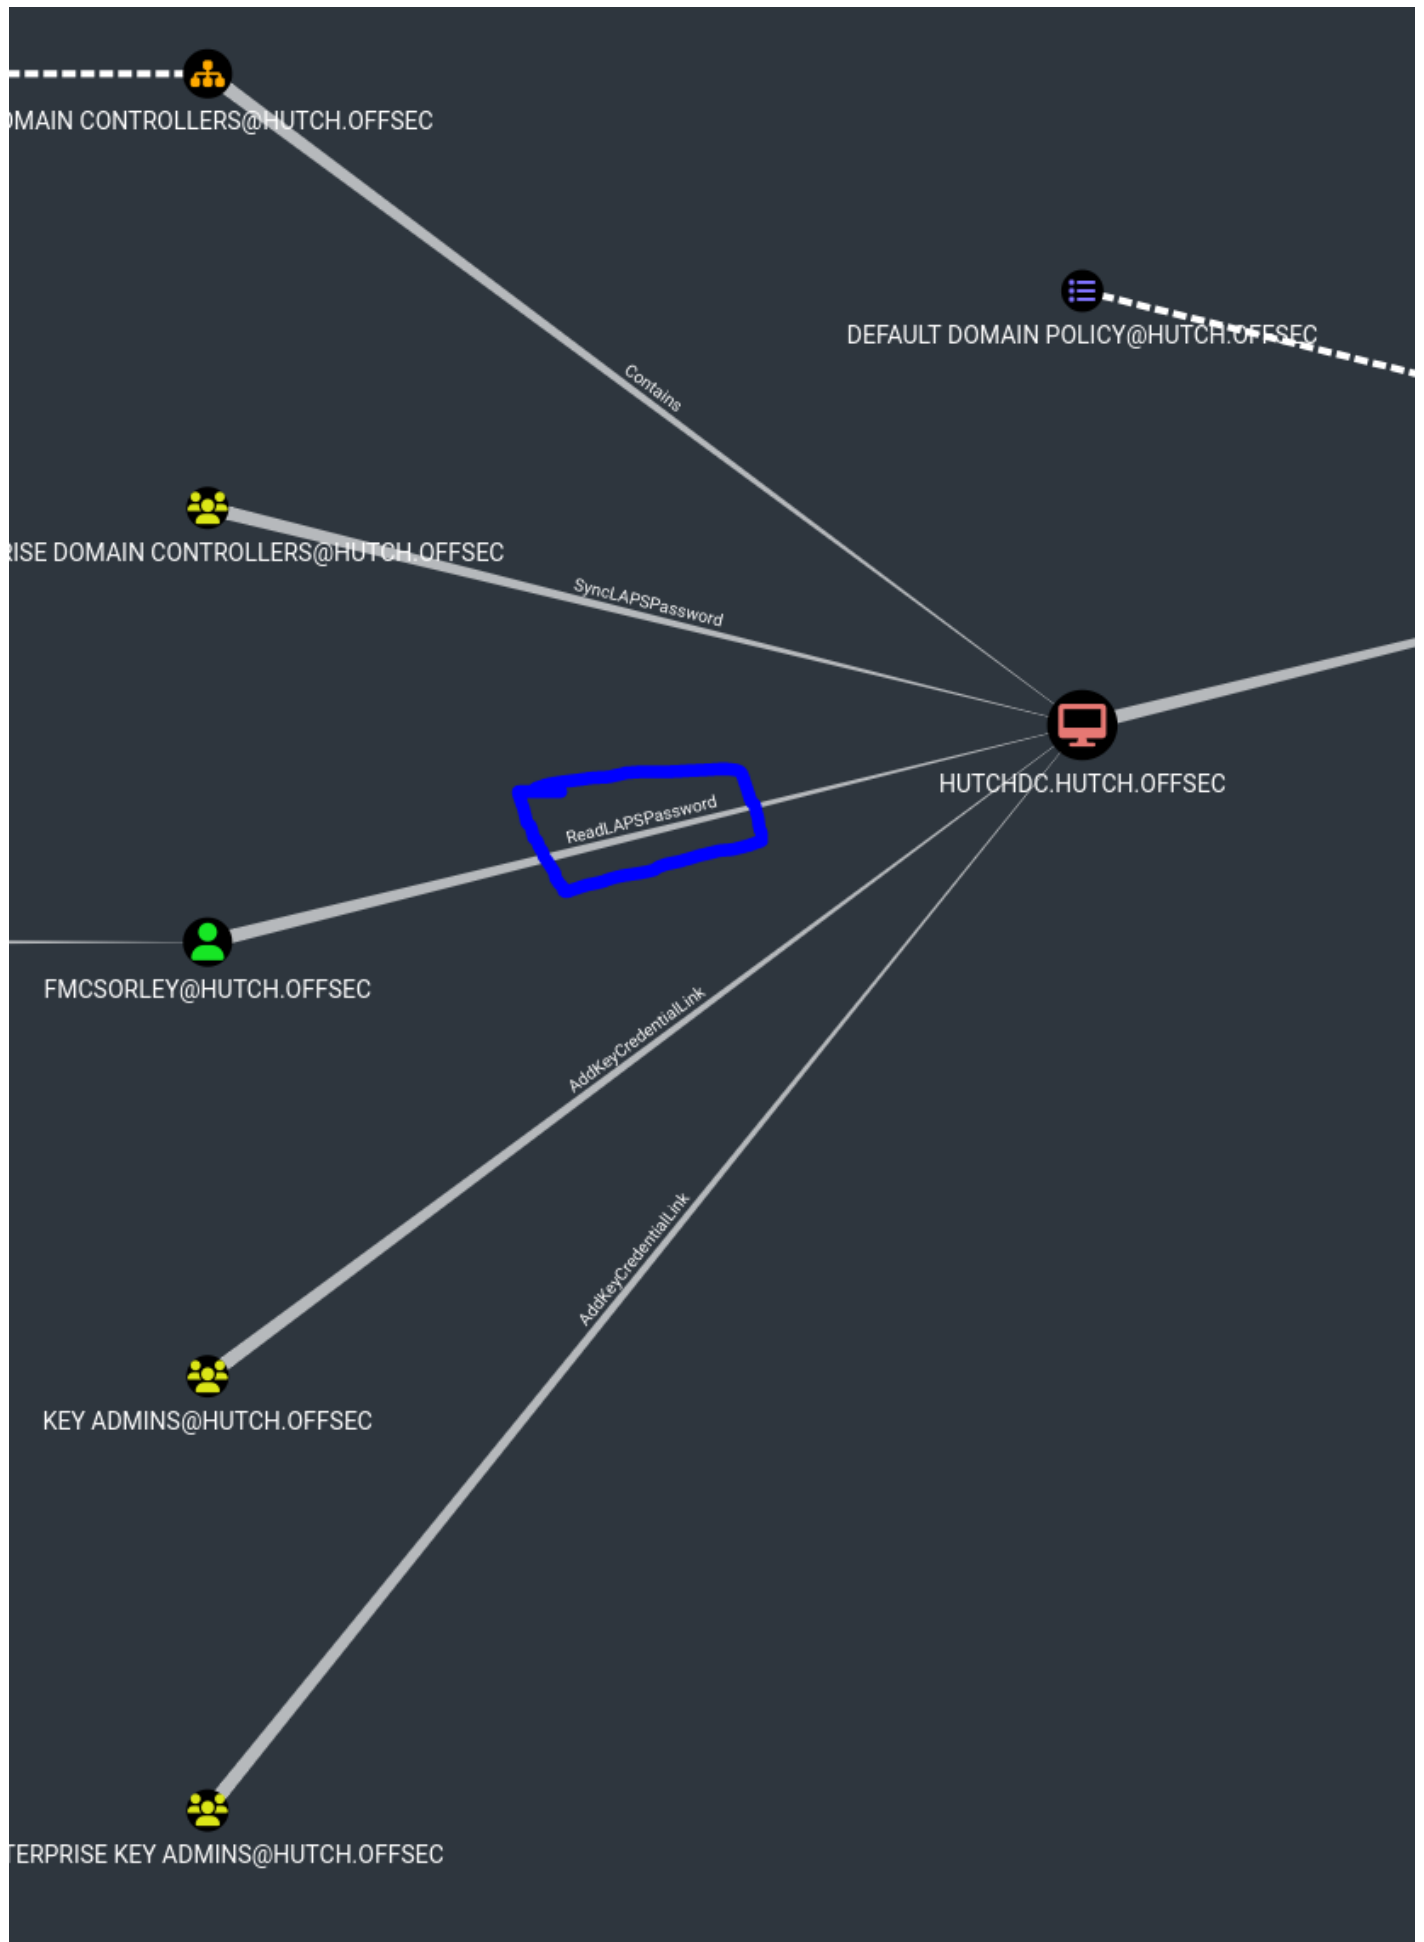 OMAIN CONTROLLERS@HUTCH.OFFSEC
DEFAULT DOMAIN POLICY@HUTCH.OFFSEC
Contains
RISE DOMAIN CONTROLLERS@HUTCH.OFFSEC
SyncLAPSPassword
HUTCHDC.HUTCH.OFFSEC
ReadLAPSPassword
FMCSORLEY@HUTCH.OFFSEC
AddKeyCredentialLink
AddKeyCredentialLink
KEY ADMINS@HUTCH.OFFSEC
TERPRISE KEY ADMINS@HUTCH.OFFSEC